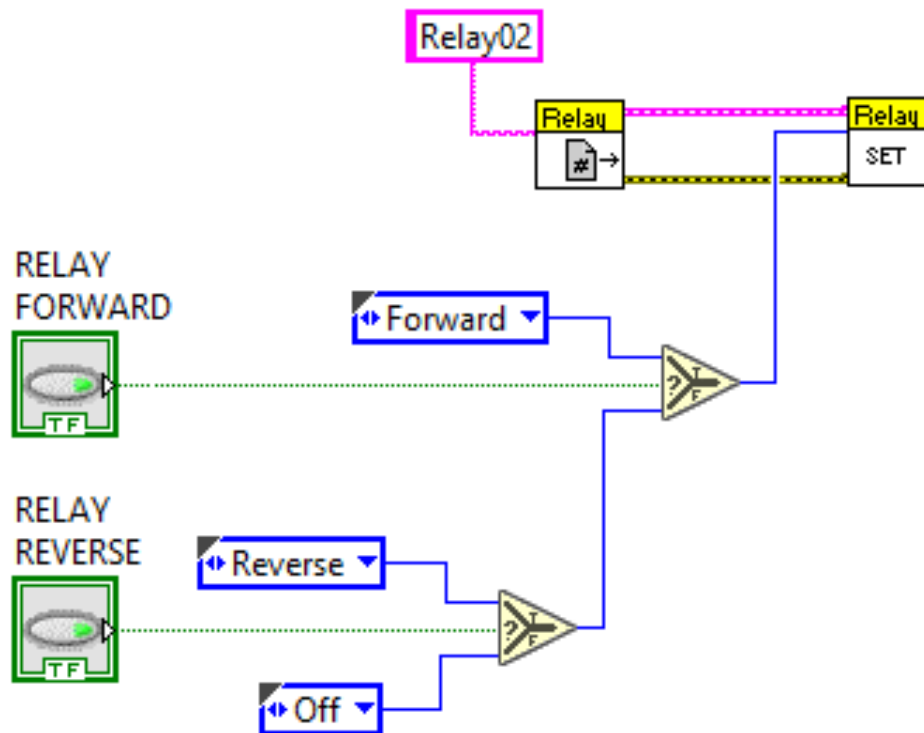 Relay02
Relay
Relay
#
SET
RELAY
FORWARD
Forward
?
T
F
TF
RELAY
REVERSE
Reverse
?
T
F
TF
Off